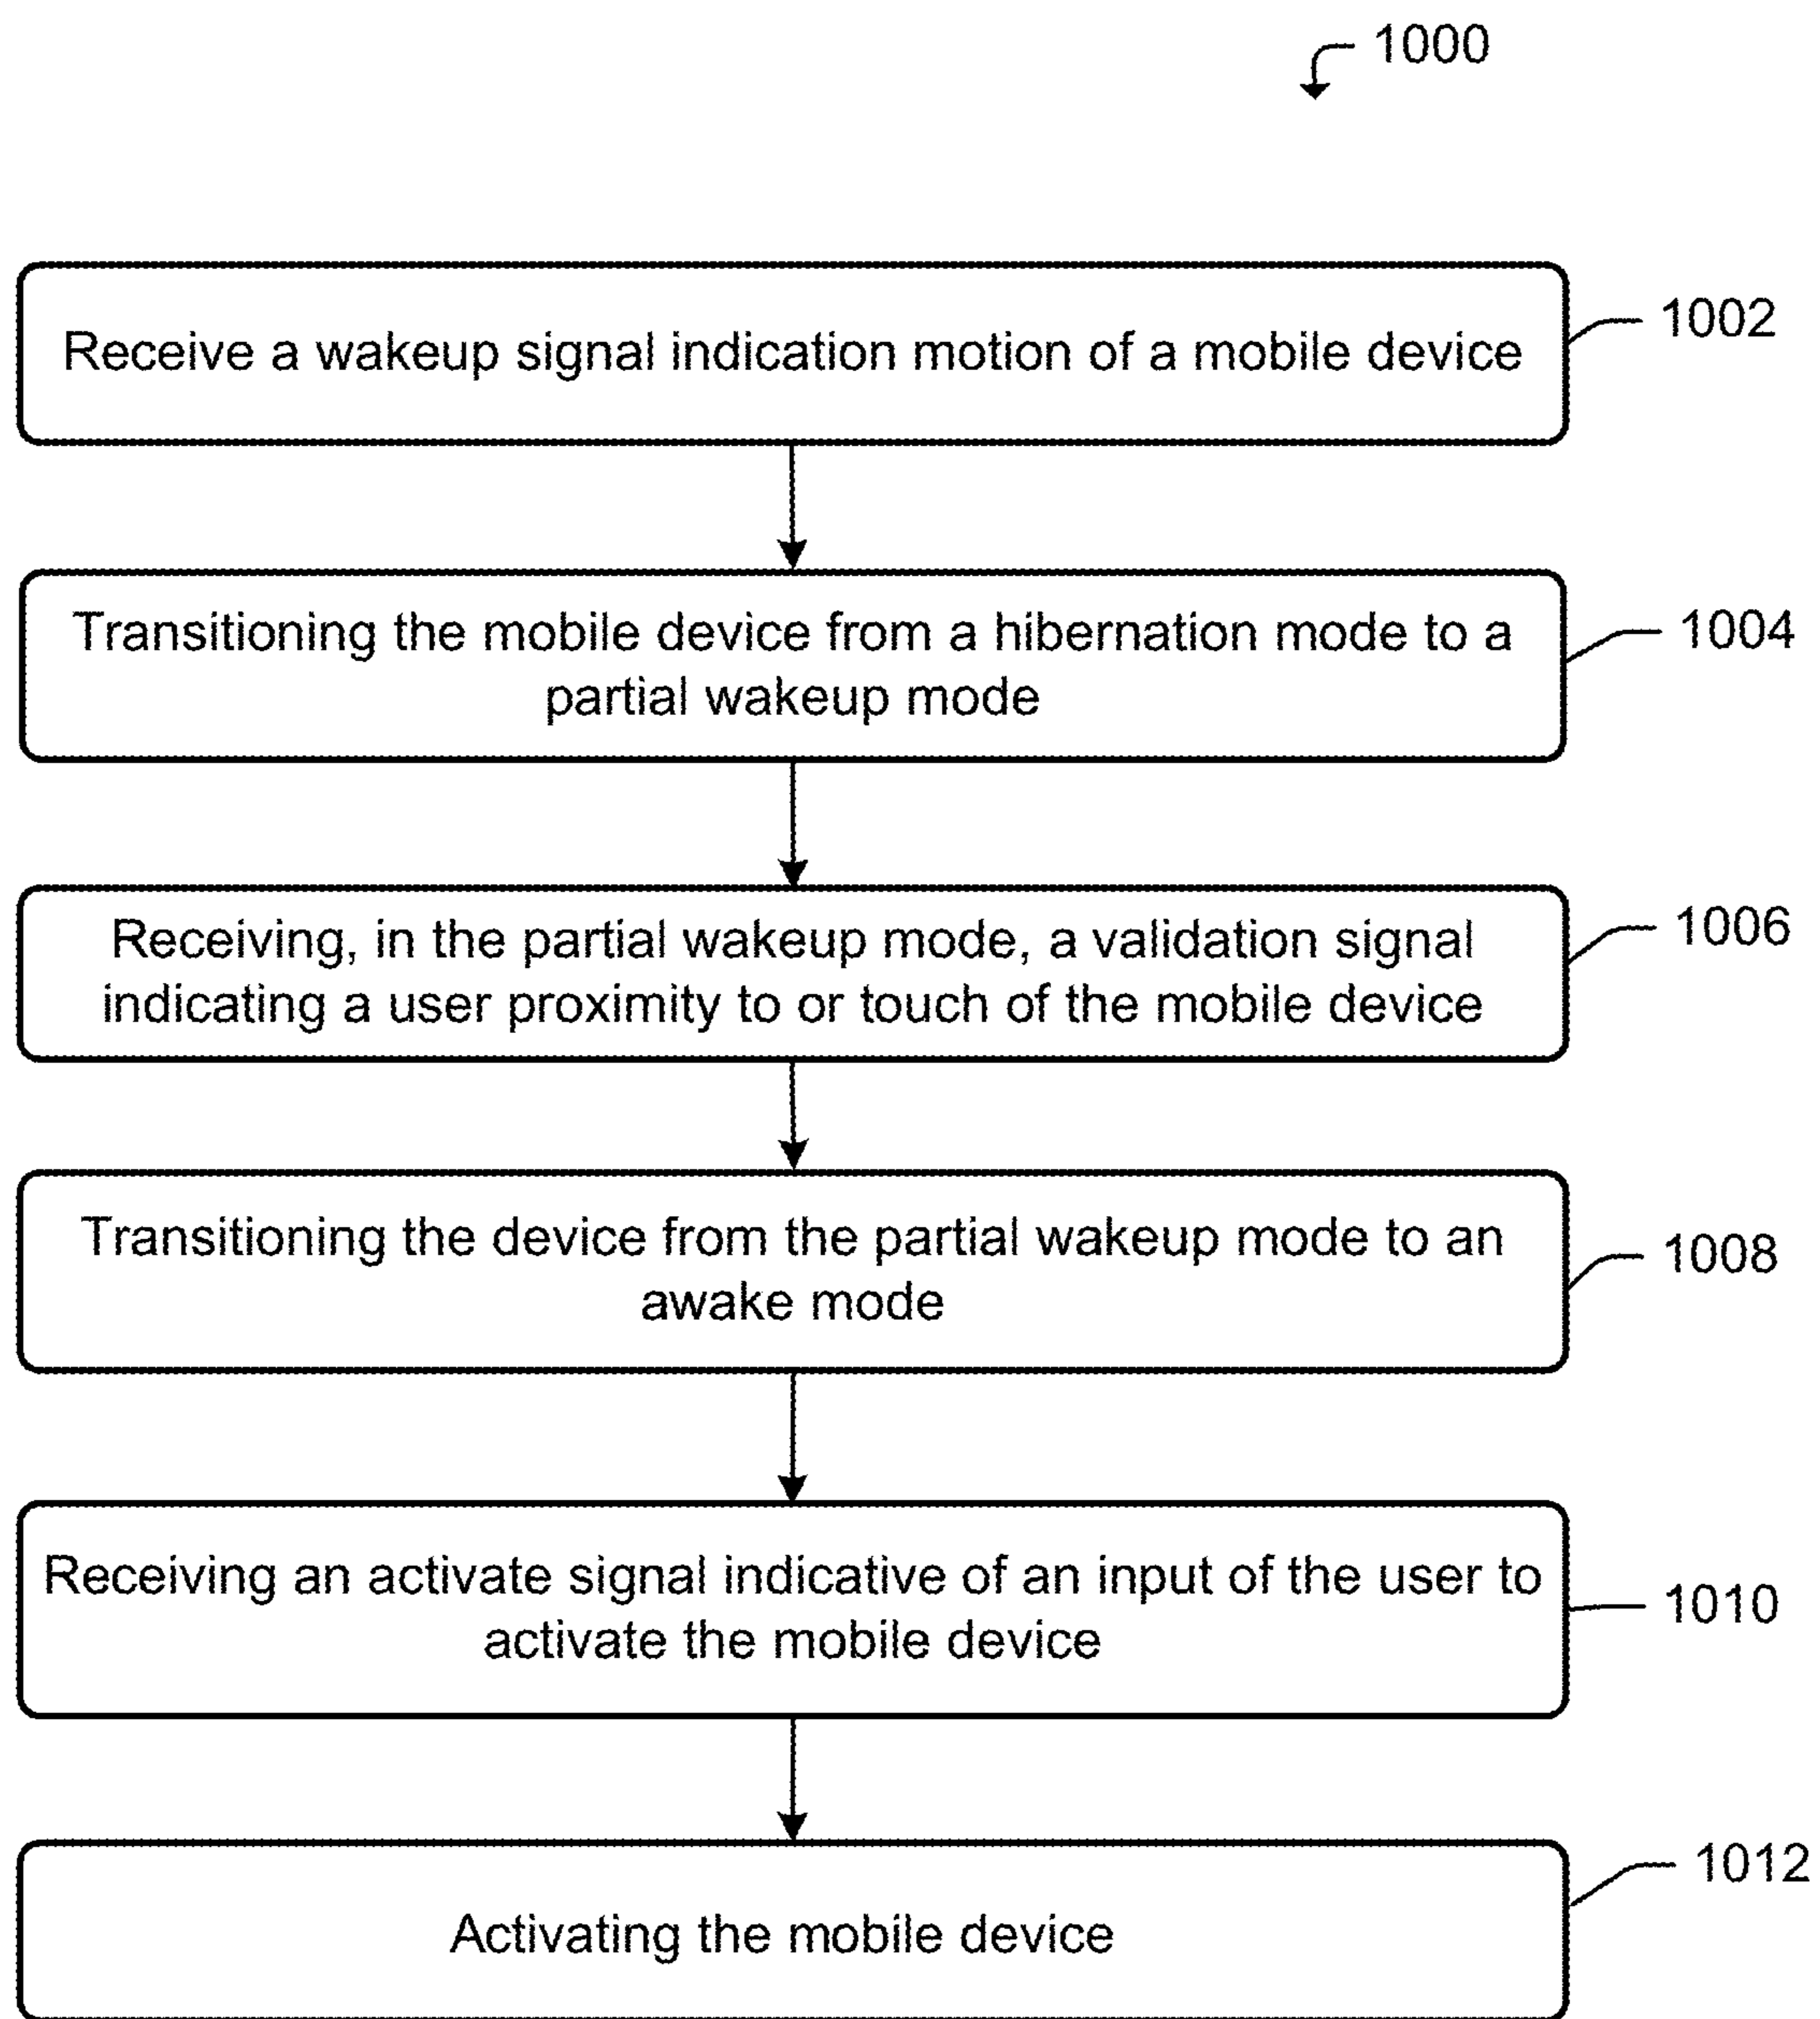 1000
Receive a wakeup signal indication motion of a mobile device
1002
Transitioning the mobile device from a hibernation mode to a
partial wakeup mode
1004
Receiving, in the partial wakeup mode, a validation signal
indicating a user proximity to or touch of the mobile device
1006
Transitioning the device from the partial wakeup mode to an
awake mode
1008
Receiving an activate signal indicative of an input of the user to
activate the mobile device
1010
Activating the mobile device
1012